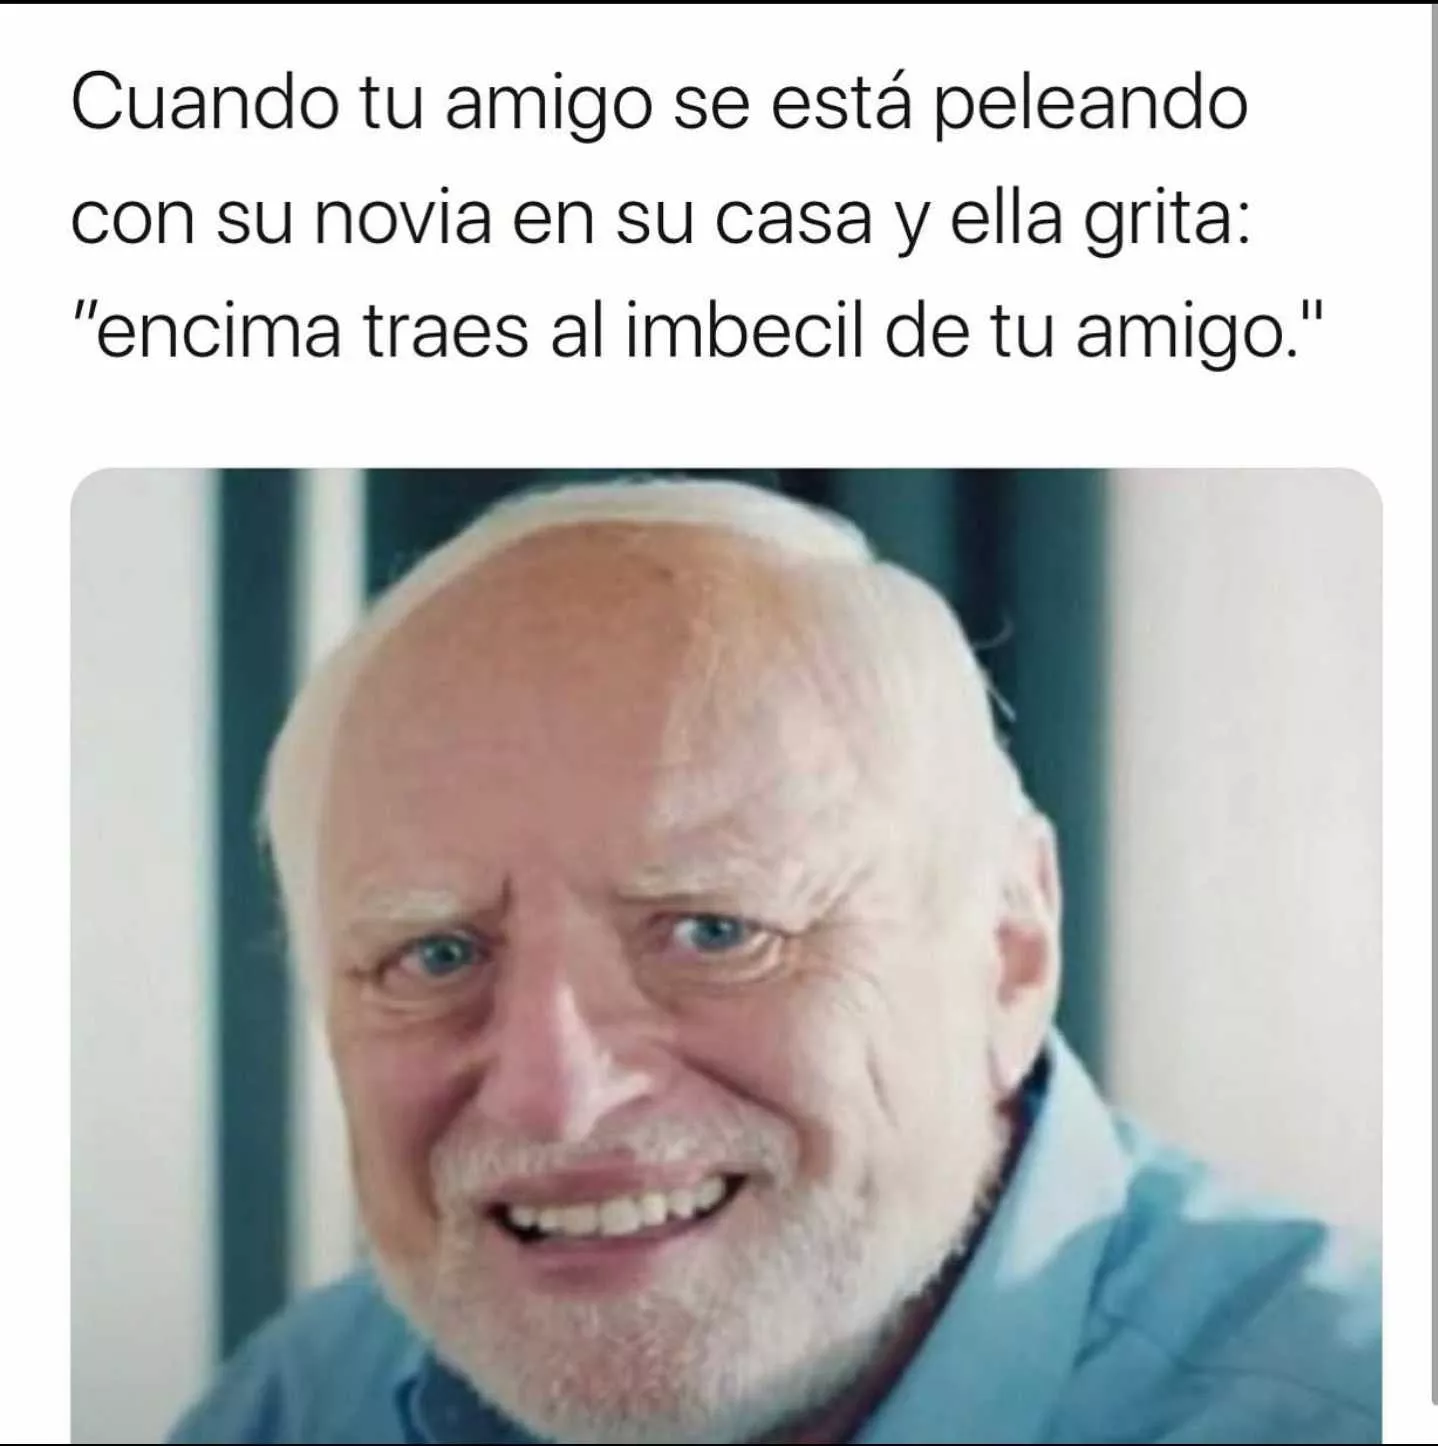 Cuando tu amigo se está peleando
con su novia en su casa y ella grita:
"encima traes al imbecil de tu amigo."